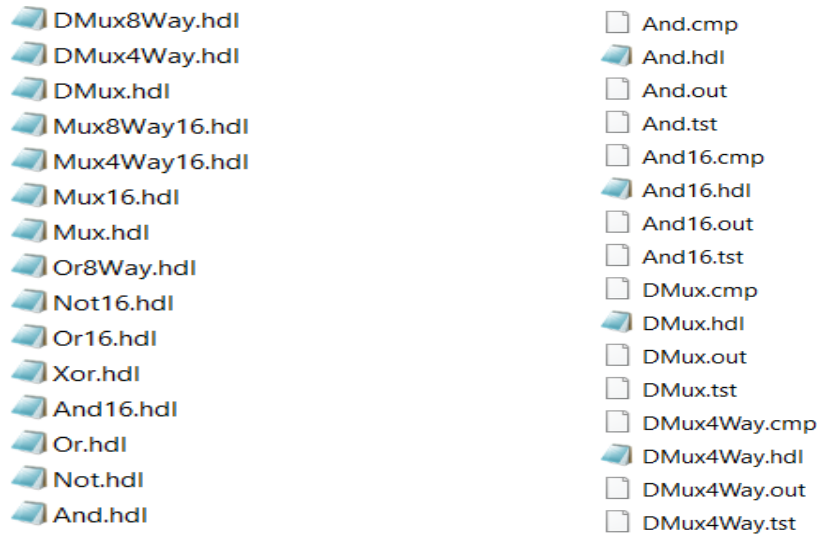 DMux8Way.hdl
DMux4Way.hdl
DMux.hdl
Mux8Way16.hdl
Mux4Way16.hdl
Mux16.hdl
Mux.hdl
Or8Way.hdl
Not16.hdl
Or16.hdl
Xor.hdl
And16.hdl
Or.hdl
Not.hdl
And.hdl
And.cmp
And.hdl
And.out
And.tst
And16.cmp
And16.hdl
And16.out
And16.tst
DMux.cmp
DMux.hdl
DMux.out
DMux.tst
DMux4Way.cmp
DMux4Way.hdl
DMux4Way.out
DMux4Way.tst